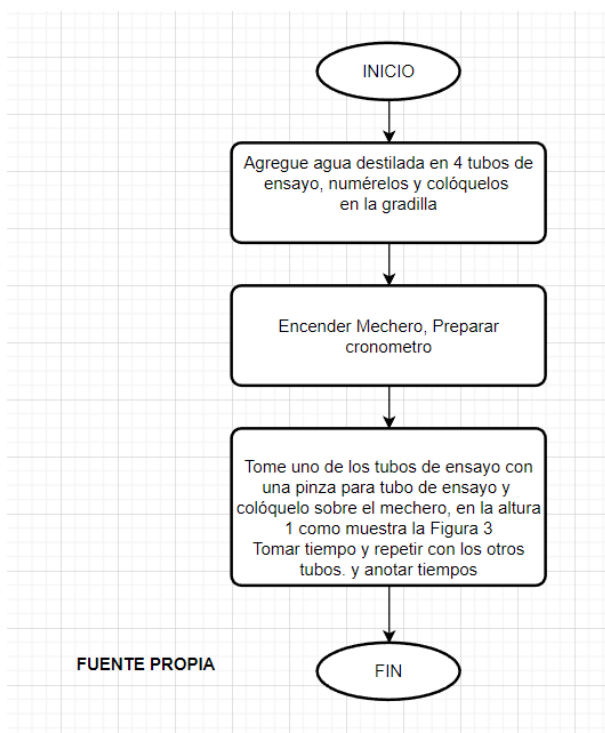 INICIO
Agregue agua destilada en 4 tubos de
ensayo, numérelos y colóquelos
en la gradilla
Encender Mechero, Preparar
cronometro
Tome uno de los tubos de ensayo con
una pinza para tubo de ensayo y
colóquelo sobre el mechero, en la altura
1 como muestra la Figura 3
Tomar tiempo y repetir con los otros
tubos. y anotar tiempos
FUENTE PROPIA
FIN